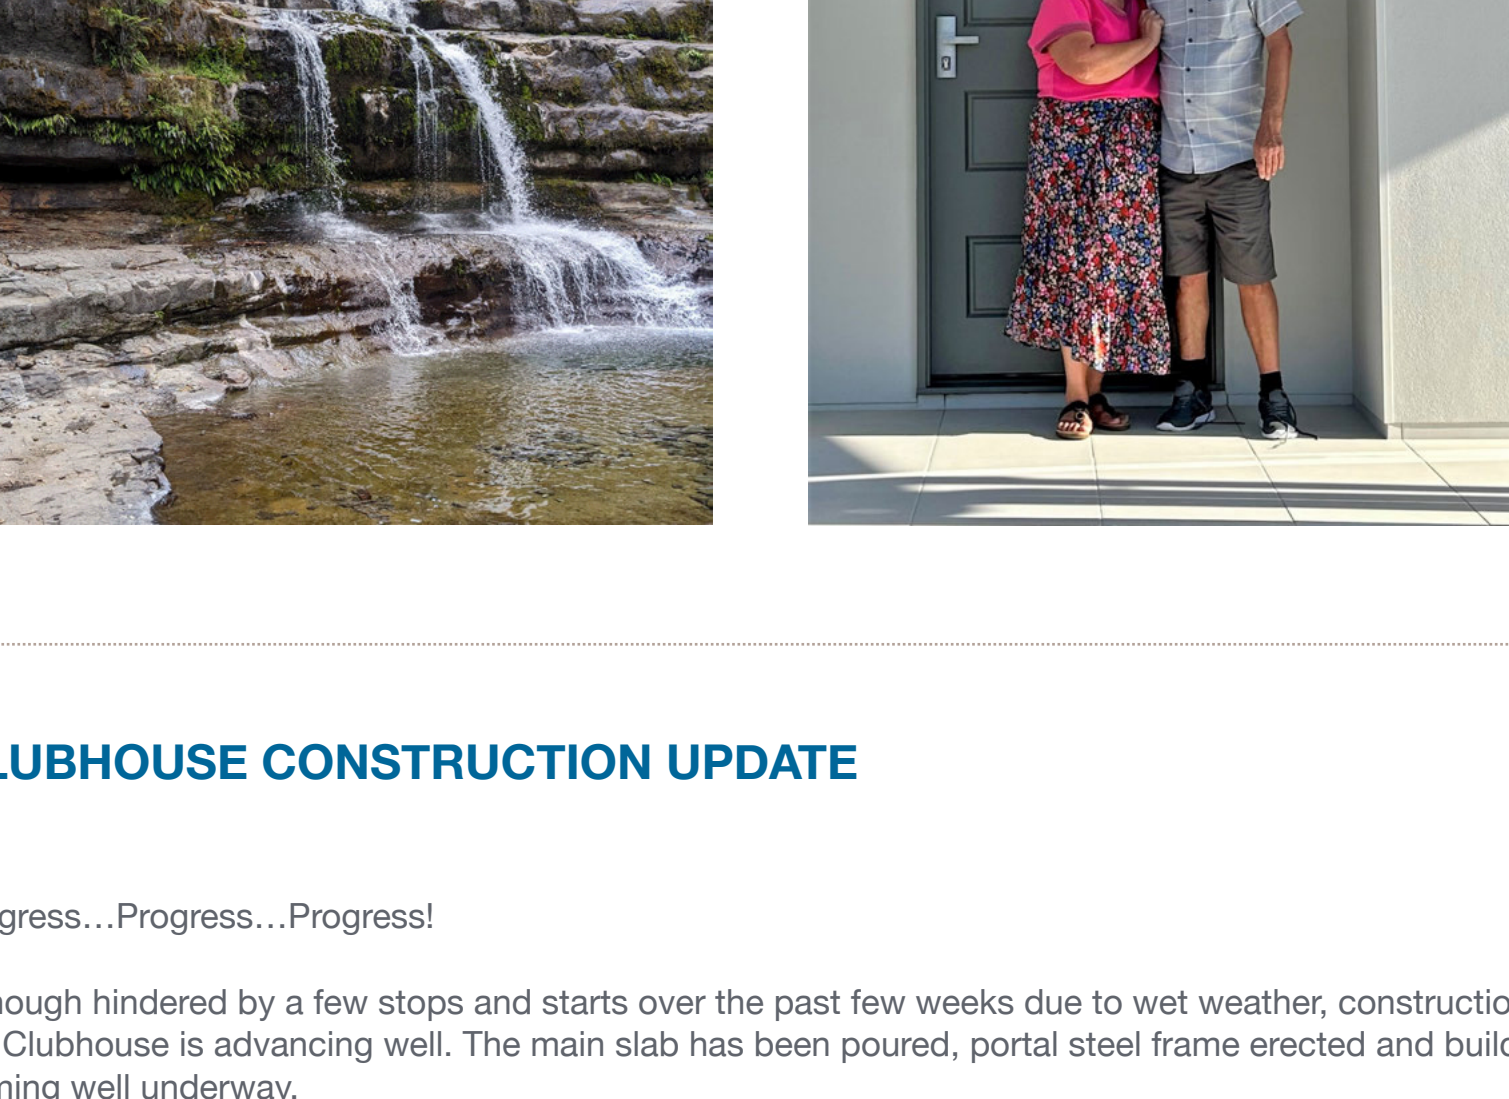 LUBHOUSE CONSTRUCTION UPDATE
gress…Progress…Progress!
hough hindered by a few stops and starts over the past few weeks due to wet weather, constructio
Clubhouse is advancing well. The main slab has been poured, portal steel frame erected and build
ming well underway.